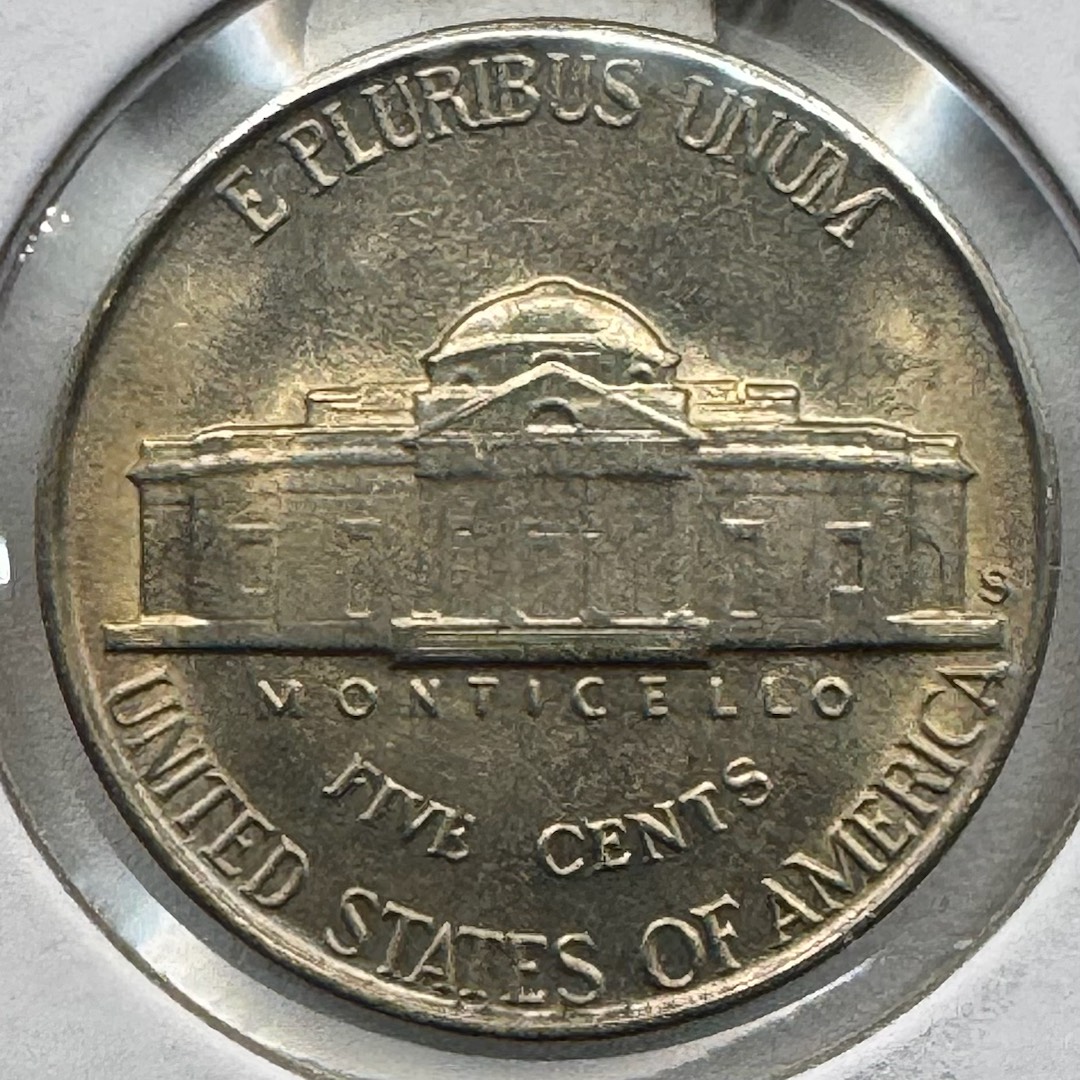 E PLURIBUS UNUM
S
MONTICELLO
FIVE CENTS
UNITED STATES OF AMERICA